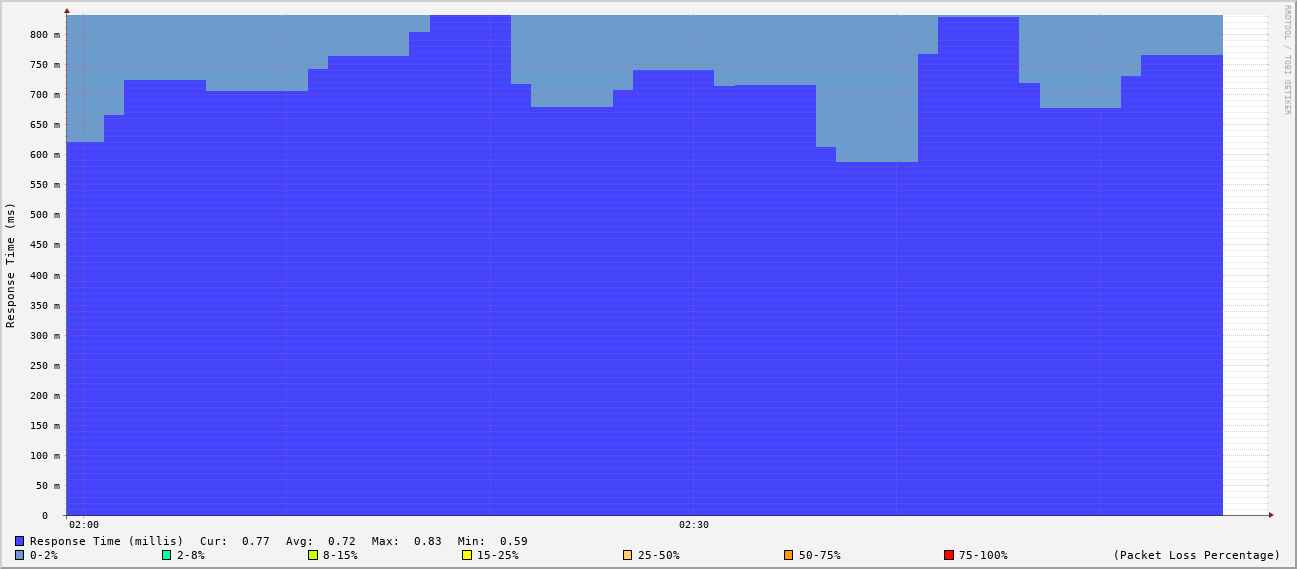 RRDTOOL / TOBI OETIKER
Response Time (ms)
800 m
750 m
700 m
650 m
600 m
550 m
500 m
450 m
400 m
350 m
300 m
250 m
200 m
150 m
100 m
50 m
0
02:00 02:30
Response Time (millis) Cur: 0.77 Avg: 0.72 Max: 0.83 Min: 0.59
0-2% 2-8% 8-15% 15-25% 25-50% 50-75% 75-100% (Packet Loss Percentage)